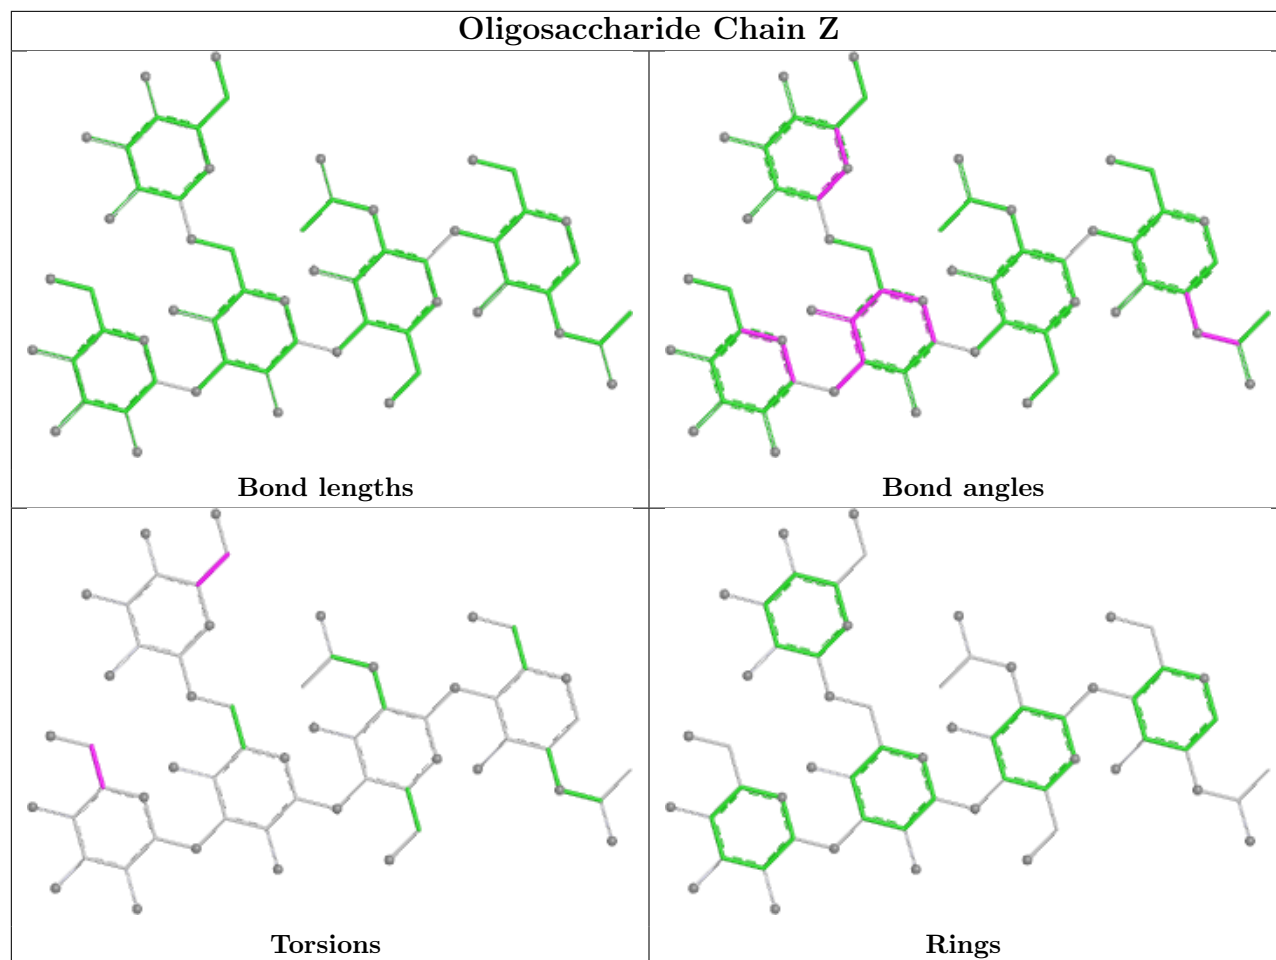 Oligosaccharide Chain Z
Bond lengths
Bond angles
Torsions
Rings